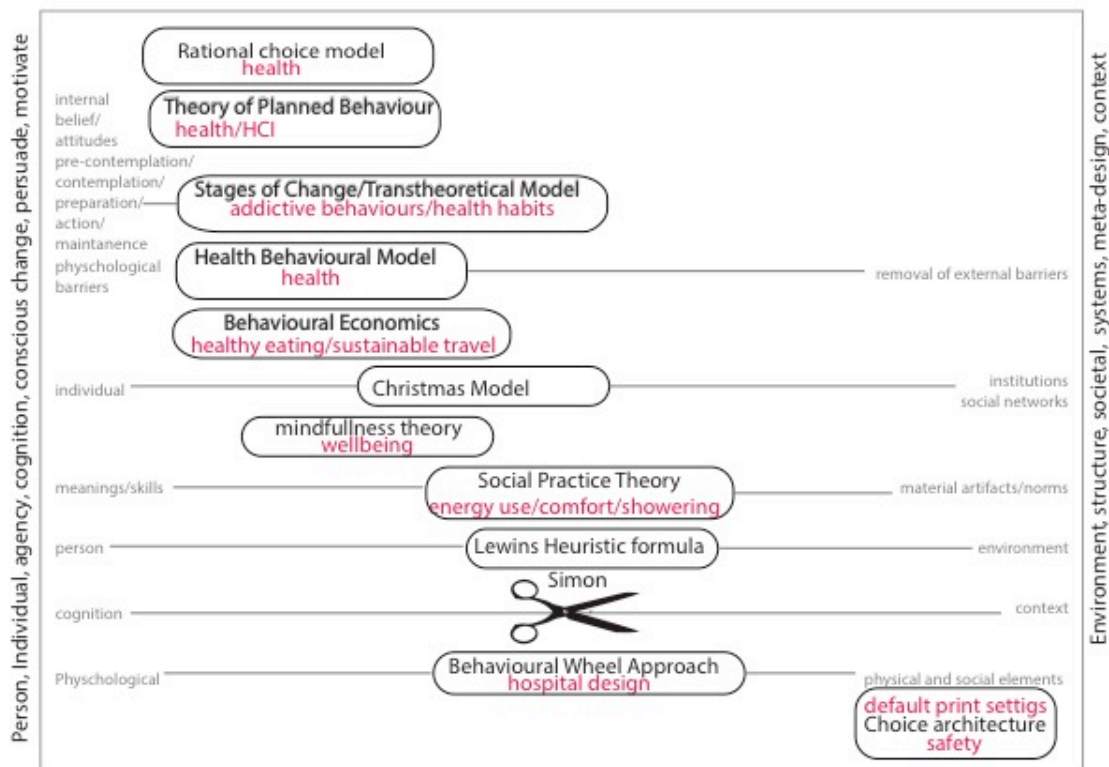 Person, Individual, agency, cognition, conscious change, persuade, motivate
Rational choice model
health
internal
belief/
attitudes
Theory of Planned Behaviour
health/HCI
pre-contemplation/
contemplation/
preparation/
action/
maintanence
Stages of Change/Transtheoretical Model
addictive behaviours/health habits
physchological
barriers
Health Behavioural Model
health
removal of external barriers
Behavioural Economics
healthy eating/sustainable travel
individual
Christmas Model
institutions
social networks
mindfullness theory
wellbeing
meanings/skills
Social Practice Theory
energy use/comfort/showering
material artifacts/norms
person
Lewins Heuristic formula
environment
Simon
cognition
context
Physchological
Behavioural Wheel Approach
hospital design
physical and social elements
default print settigs
Choice architecture
safety
Environment, structure, societal, systems, meta-design, context